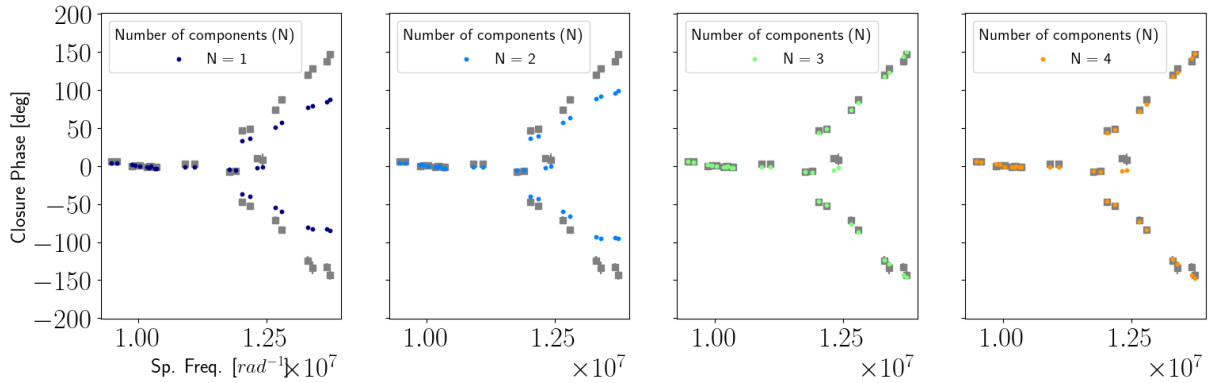 Number of components (N)
N = 1
Number of components (N)
N = 2
Number of components (N)
N = 3
Number of components (N)
N = 4
Closure Phase [deg]
200
150
100
50
0
−50
−100
−150
−200
1.00 1.25
1.00 1.25
1.00 1.25
1.00 1.25
Sp. Freq. [rad⁻¹]
×10⁷
×10⁷
×10⁷
×10⁷